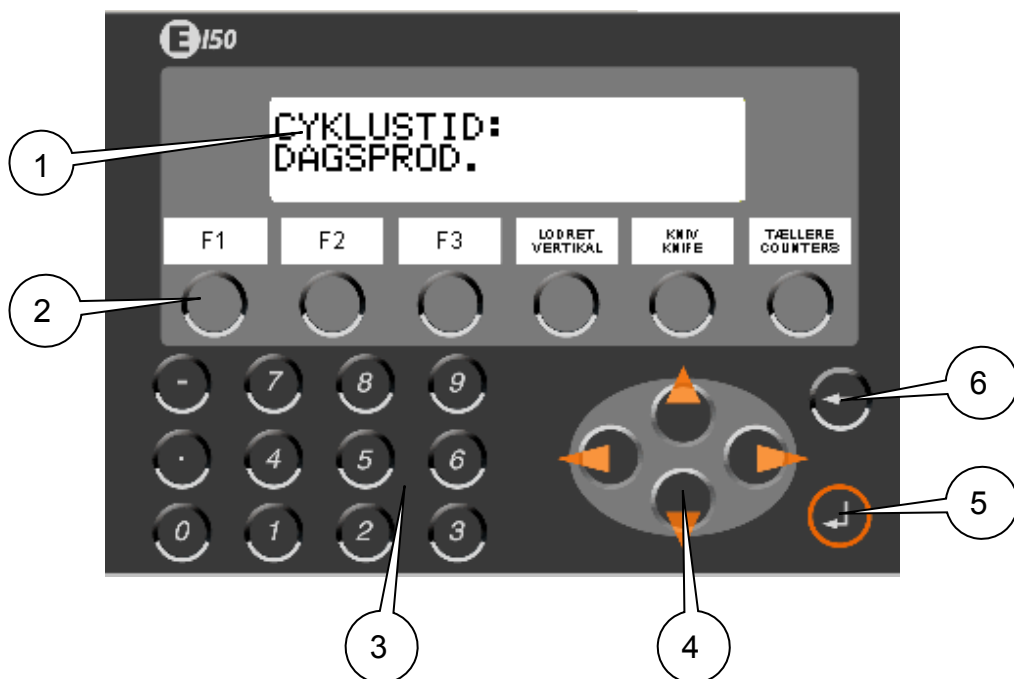 E 150
CYKLUSTID:
DAGSPROD.
F1 F2 F3 LODRET VERTIKAL KNIV KNIFE TÆLLERE COUNTERS
1
2
- 7 8 9
6
. 4 5 6
5
0 1 2 3
3 4